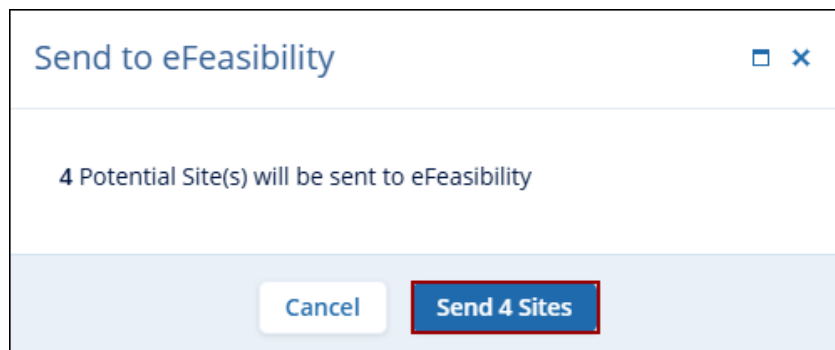 Send to eFeasibility
4 Potential Site(s) will be sent to eFeasibility
Cancel
Send 4 Sites